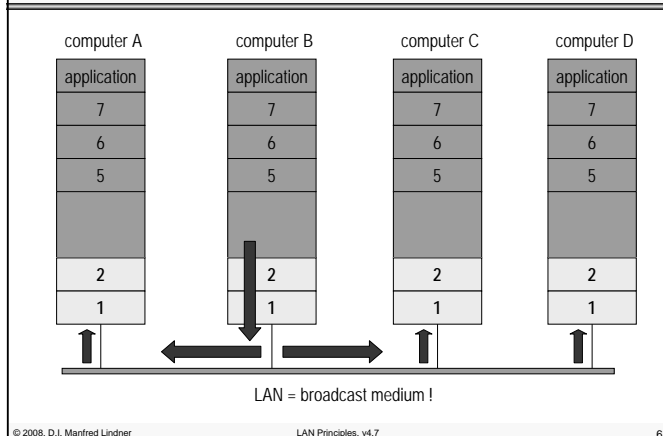 computer A computer B computer C computer D
application application application application
7 7 7 7
6 6 6 6
5 5 5 5
2 2 2 2
1 1 1 1
LAN = broadcast medium !
© 2008, D.I. Manfred Lindner LAN Principles, v4.7 6